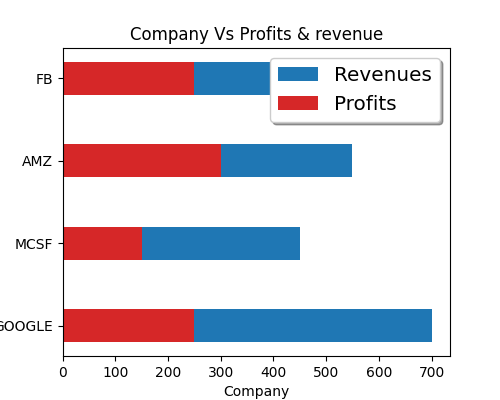 Company Vs Profits & revenue
Revenues
Profits
FB
AMZ
MCSF
GOOGLE
0 100 200 300 400 500 600 700
Company